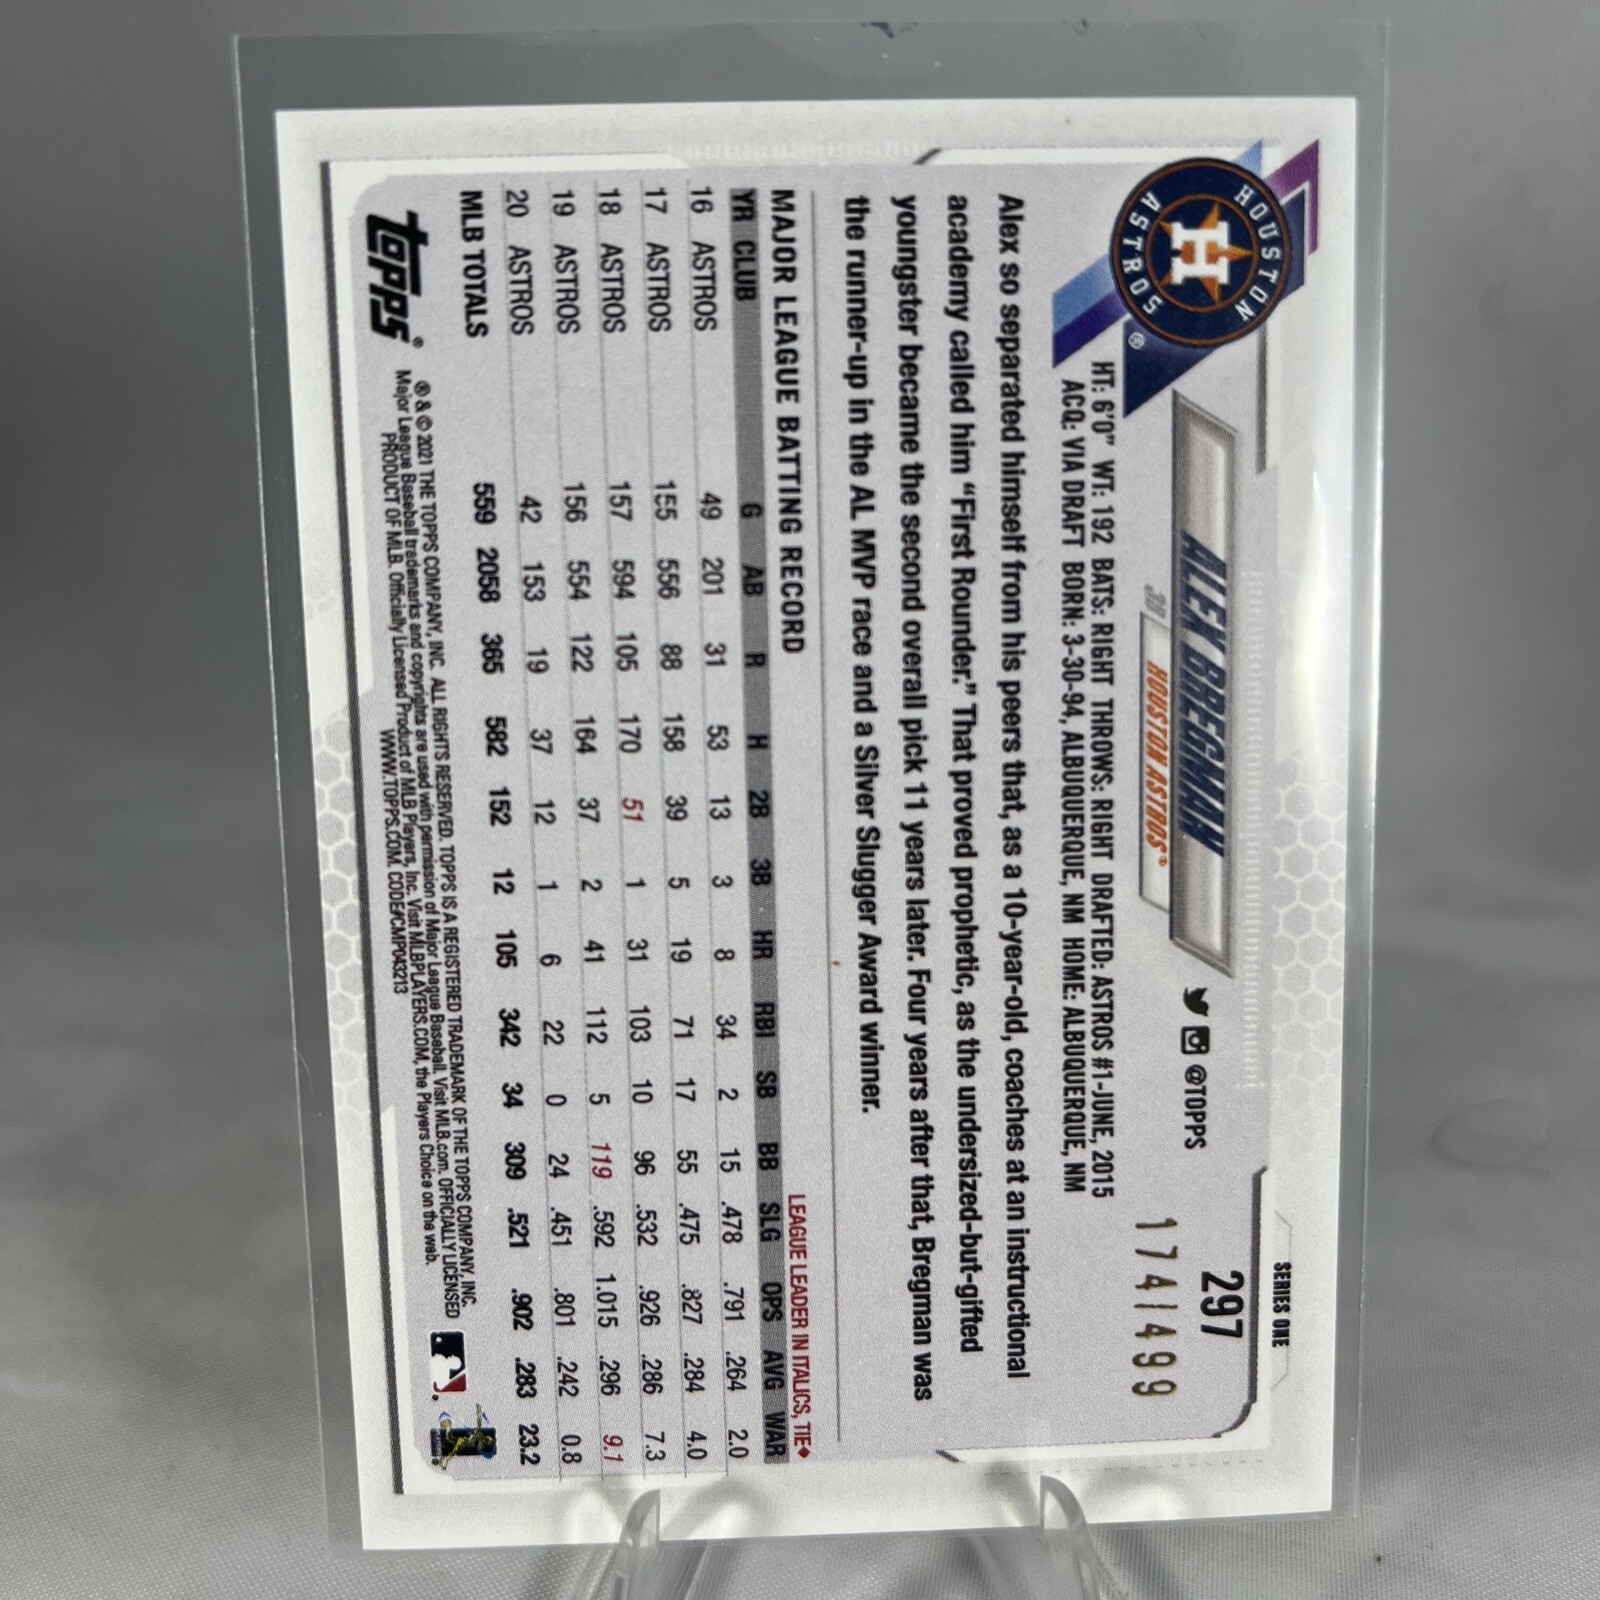 SERIES ONE
297
174/499
HOUSTON ASTROS ®
H
ALEX BREGMAN
3B HOUSTON ASTROS®
@TOPPS
HT: 6'0" WT: 192 BATS: RIGHT THROWS: RIGHT DRAFTED: ASTROS #1-JUNE, 2015
ACQ: VIA DRAFT BORN: 3-30-94, ALBUQUERQUE, NM HOME: ALBUQUERQUE, NM
Alex so separated himself from his peers that, as a 10-year-old, coaches at an instructional
academy called him “First Rounder.” That proved prophetic, as the undersized-but-gifted
youngster became the second overall pick 11 years later. Four years after that, Bregman was
the runner-up in the AL MVP race and a Silver Slugger Award winner.
MAJOR LEAGUE BATTING RECORD LEAGUE LEADER IN ITALICS, TIE◆
YR CLUB G AB R H 2B 3B HR RBI SB BB SLG OPS AVG WAR
16 ASTROS 49 201 31 53 13 3 8 34 2 15 .478 .791 .264 2.0
17 ASTROS 155 556 88 158 39 5 19 71 17 55 .475 .827 .284 4.0
18 ASTROS 157 594 105 170 51 1 31 103 10 96 .532 .926 .286 7.3
19 ASTROS 156 554 122 164 37 2 41 112 5 119 .592 1.015 .296 9.1
20 ASTROS 42 153 19 37 12 1 6 22 0 24 .451 .801 .242 0.8
MLB TOTALS 559 2058 365 582 152 12 105 342 34 309 .521 .902 .283 23.2
topps®
® & © 2021 THE TOPPS COMPANY, INC. ALL RIGHTS RESERVED. TOPPS IS A REGISTERED TRADEMARK OF THE TOPPS COMPANY, INC.
Major League Baseball trademarks and copyrights are used with permission of Major League Baseball. Visit MLB.com. OFFICIALLY LICENSED
PRODUCT OF MLB. Officially Licensed Product of MLB Players, Inc. Visit MLBPLAYERS.COM, the Players Choice on the web.
WWW.TOPPS.COM. CODE#CMP043213